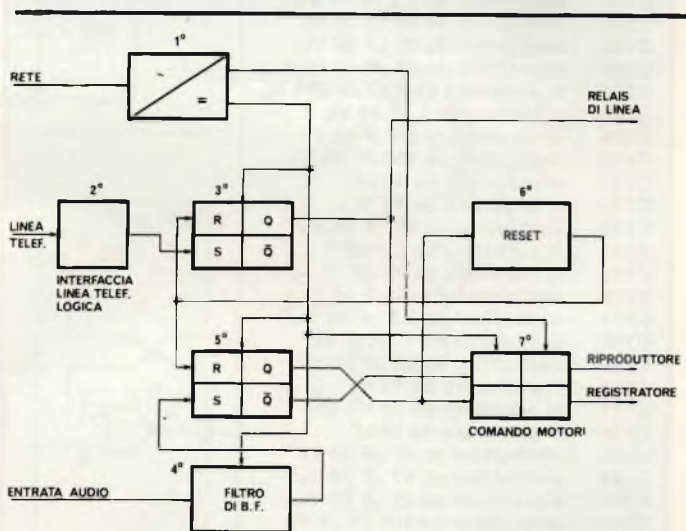 1°
RETE
~
=
RELAIS
DI LINEA
2°
3°
6°
LINEA
TELEF.
R Q
S Q̄
RESET
INTERFACCIA
LINEA TELEF.
LOGICA
5°
7°
R Q
S Q̄
RIPRODUTTORE
REGISTRATORE
COMANDO MOTORI
4°
ENTRATA AUDIO
FILTRO
DI B.F.